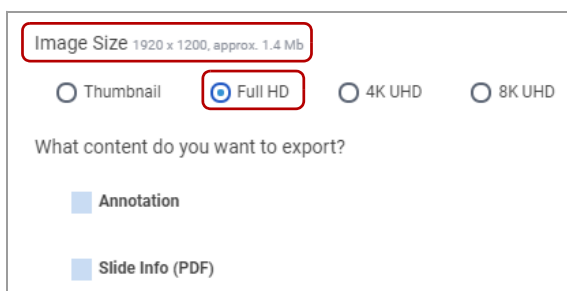 Image Size 1920 x 1200, approx. 1.4 Mb
Thumbnail Full HD 4K UHD 8K UHD
What content do you want to export?
Annotation
Slide Info (PDF)